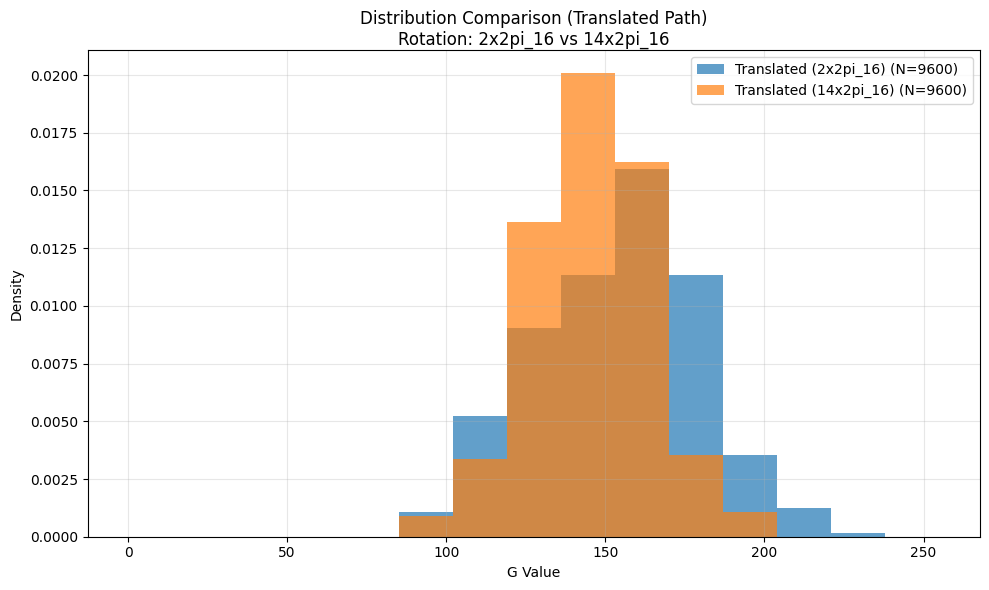 Distribution Comparison (Translated Path)
Rotation: 2x2pi_16 vs 14x2pi_16
Translated (2x2pi_16) (N=9600)
Translated (14x2pi_16) (N=9600)
0.0200
0.0175
0.0150
0.0125
0.0100
0.0075
0.0050
0.0025
0.0000
Density
0 50 100 150 200 250
G Value